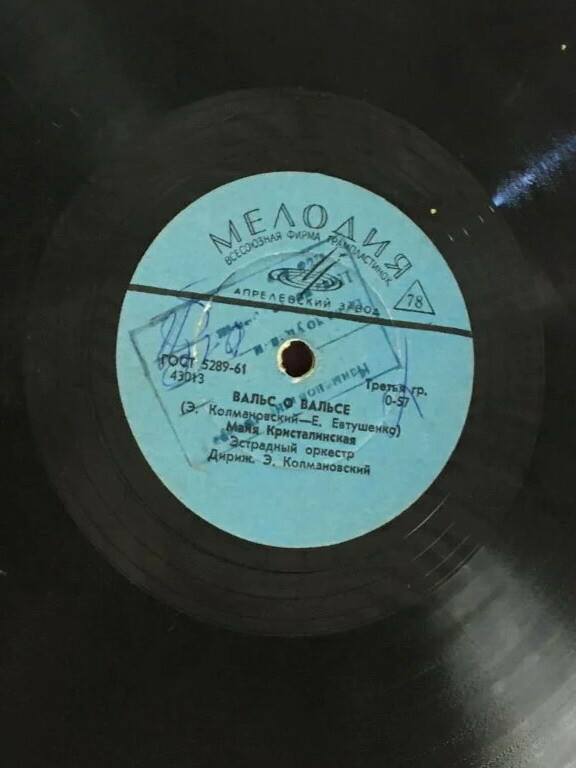 МЕЛОДИЯ
ВСЕСОЮЗНАЯ ФИРМА ГРАМПЛАСТИНОК
АПРЕЛЕВСКИЙ ЗАВОД
78
ГОСТ 5289-61
43013
Третья гр.
0-57
ВАЛЬС О ВАЛЬСЕ
(Э. Колмановский—Е. Евтушенко)
Майя Кристалинская
Эстрадный оркестр
Дириж. Э. Колмановский